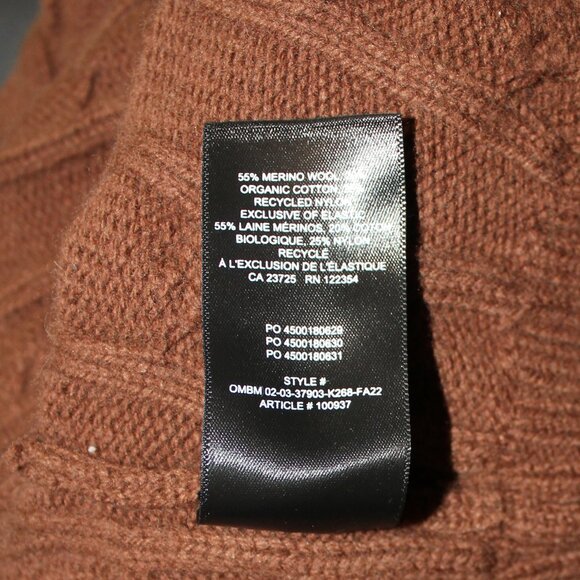 55% MERINO WOOL,
ORGANIC COTTON,
RECYCLED NYLON
EXCLUSIVE OF ELASTIC
55% LAINE MÉRINOS, 20% COTON
BIOLOGIQUE, 25% NYLON
RECYCLÉ
À L'EXCLUSION DE L'ÉLASTIQUE
CA 23725 RN 122354
PO 4500180629
PO 4500180630
PO 4500180631
STYLE #
OMBM 02-03-37903-K268-FA22
ARTICLE # 100937